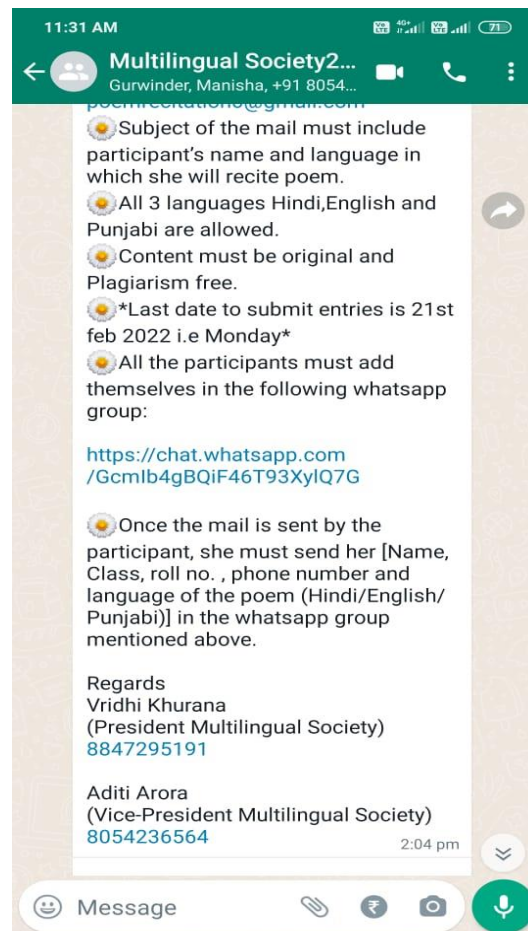 11:31 AM
4G+
71
Multilingual Society2...
Gurwinder, Manisha, +91 8054...
Subject of the mail must include
participant's name and language in
which she will recite poem.
All 3 languages Hindi,English and
Punjabi are allowed.
Content must be original and
Plagiarism free.
*Last date to submit entries is 21st
feb 2022 i.e Monday*
All the participants must add
themselves in the following whatsapp
group:
https://chat.whatsapp.com
/GcmIb4gBQiF46T93XylQ7G
Once the mail is sent by the
participant, she must send her [Name,
Class, roll no. , phone number and
language of the poem (Hindi/English/
Punjabi)] in the whatsapp group
mentioned above.
Regards
Vridhi Khurana
(President Multilingual Society)
8847295191
Aditi Arora
(Vice-President Multilingual Society)
8054236564
2:04 pm
Message